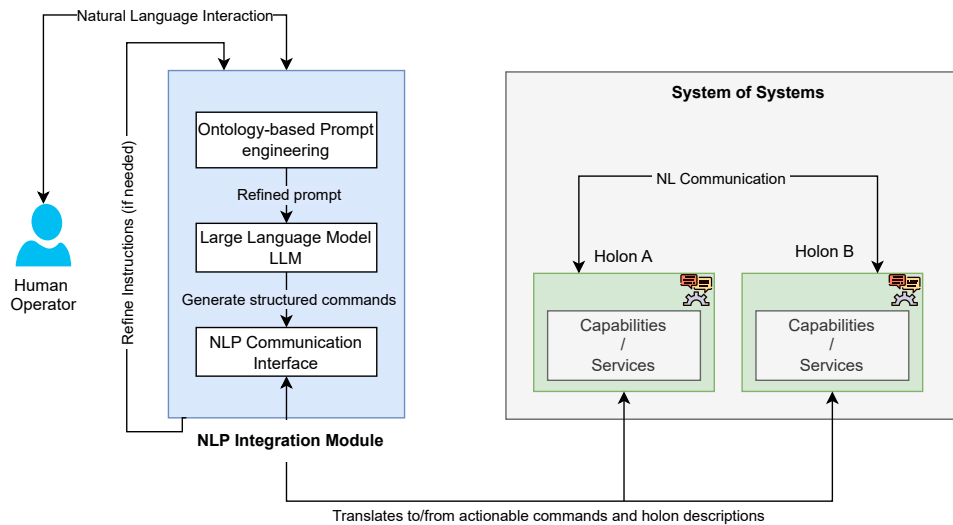 Natural Language Interaction
Refine Instructions (if needed)
Human
Operator
Ontology-based Prompt
engineering
Refined prompt
Large Language Model
LLM
Generate structured commands
NLP Communication
Interface
NLP Integration Module
System of Systems
NL Communication
Holon A
Holon B
Capabilities
/
Services
Capabilities
/
Services
Translates to/from actionable commands and holon descriptions